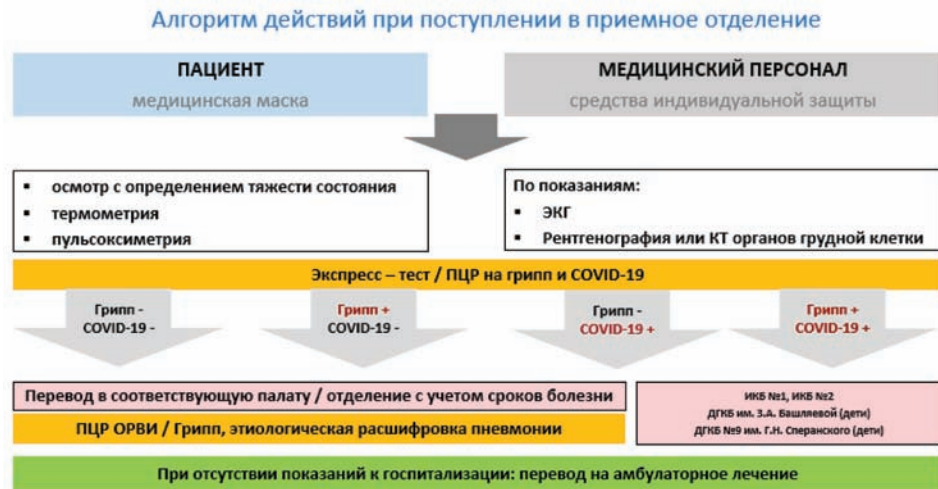 Алгоритм действий при поступлении в приемное отделение
ПАЦИЕНТ
медицинская маска
МЕДИЦИНСКИЙ ПЕРСОНАЛ
средства индивидуальной защиты
▪ осмотр с определением тяжести состояния
▪ термометрия
▪ пульсоксиметрия
По показаниям:
▪ ЭКГ
▪ Рентгенография или КТ органов грудной клетки
Экспресс – тест / ПЦР на грипп и COVID-19
Грипп -
COVID-19 -
Грипп +
COVID-19 -
Грипп -
COVID-19 +
Грипп +
COVID-19 +
Перевод в соответствующую палату / отделение с учетом сроков болезни
ПЦР ОРВИ / Грипп, этиологическая расшифровка пневмонии
ИКБ №1, ИКБ №2
ДГКБ им. З.А. Башляевой (дети)
ДГКБ №9 им. Г.Н. Сперанского (дети)
При отсутствии показаний к госпитализации: перевод на амбулаторное лечение